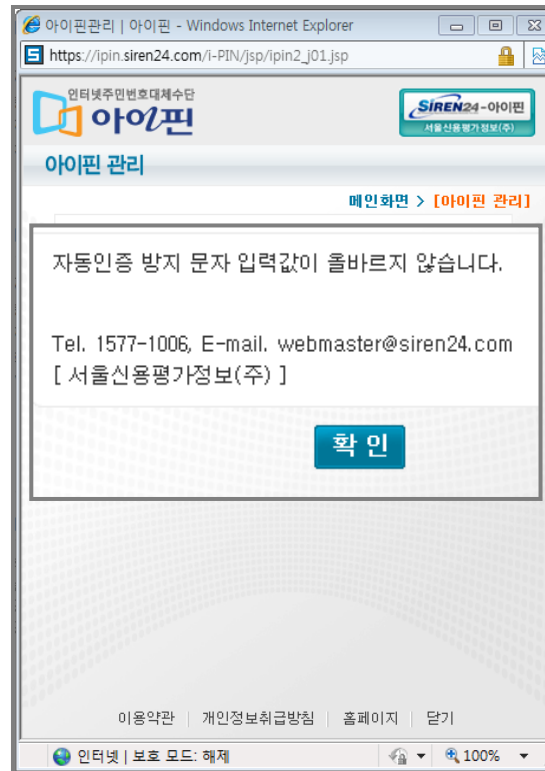 아이핀관리 | 아이핀 - Windows Internet Explorer
https://ipin.siren24.com/i-PIN/jsp/ipin2_j01.jsp
인터넷주민번호대체수단
아이핀
SIREN24-아이핀
서울신용평가정보(주)
아이핀 관리
메인화면 > [아이핀 관리]
자동인증 방지 문자 입력값이 올바르지 않습니다.
Tel. 1577-1006, E-mail. webmaster@siren24.com
[ 서울신용평가정보(주) ]
확 인
이용약관 | 개인정보취급방침 | 홈페이지 | 닫기
인터넷 | 보호 모드: 해제 100%